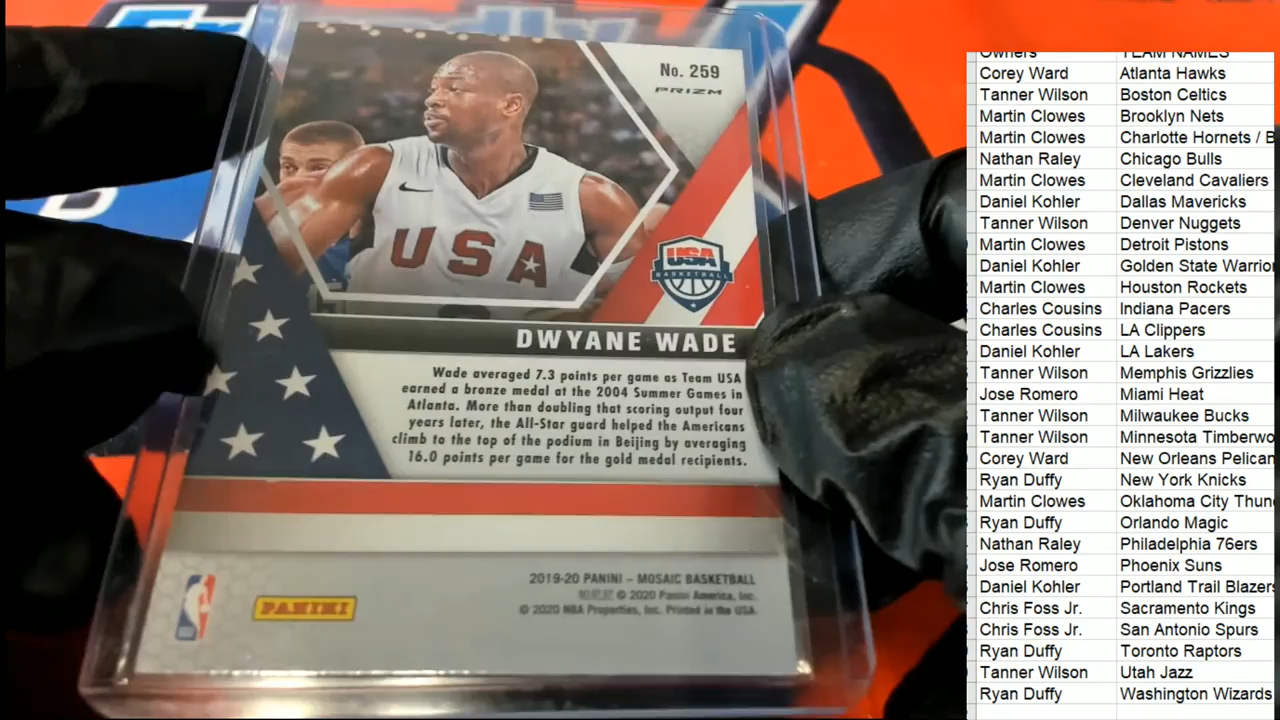 No. 259
PRIZM
USA
USA
BASKETBALL
DWYANE WADE
Wade averaged 7.3 points per game as Team USA
earned a bronze medal at the 2004 Summer Games in
Atlanta. More than doubling that scoring output four
years later, the All-Star guard helped the Americans
climb to the top of the podium in Beijing by averaging
16.0 points per game for the gold medal recipients.
2019-20 PANINI – MOSAIC BASKETBALL
© 2020 Panini America, Inc.
© 2020 NBA Properties, Inc. Printed in the USA
PANINI
Owners TEAM NAMES
Corey Ward Atlanta Hawks
Tanner Wilson Boston Celtics
Martin Clowes Brooklyn Nets
Martin Clowes Charlotte Hornets / B
Nathan Raley Chicago Bulls
Martin Clowes Cleveland Cavaliers
Daniel Kohler Dallas Mavericks
Tanner Wilson Denver Nuggets
Martin Clowes Detroit Pistons
Daniel Kohler Golden State Warrior
Martin Clowes Houston Rockets
Charles Cousins Indiana Pacers
Charles Cousins LA Clippers
Daniel Kohler LA Lakers
Tanner Wilson Memphis Grizzlies
Jose Romero Miami Heat
Tanner Wilson Milwaukee Bucks
Tanner Wilson Minnesota Timberwo
Corey Ward New Orleans Pelican
Ryan Duffy New York Knicks
Martin Clowes Oklahoma City Thun
Ryan Duffy Orlando Magic
Nathan Raley Philadelphia 76ers
Jose Romero Phoenix Suns
Daniel Kohler Portland Trail Blazers
Chris Foss Jr. Sacramento Kings
Chris Foss Jr. San Antonio Spurs
Ryan Duffy Toronto Raptors
Tanner Wilson Utah Jazz
Ryan Duffy Washington Wizards